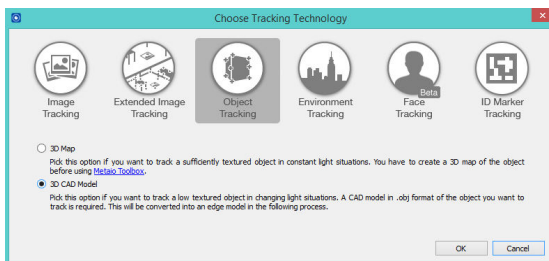 Choose Tracking Technology
Image
Tracking
Extended Image
Tracking
Object
Tracking
Environment
Tracking
Beta
Face
Tracking
ID Marker
Tracking
3D Map
Pick this option if you want to track a sufficiently textured object in constant light situations. You have to create a 3D map of the object
before using Metaio Toolbox.
3D CAD Model
Pick this option if you want to track a low textured object in changing light situations. A CAD model in .obj format of the object you want to
track is required. This will be converted into an edge model in the following process.
OK
Cancel